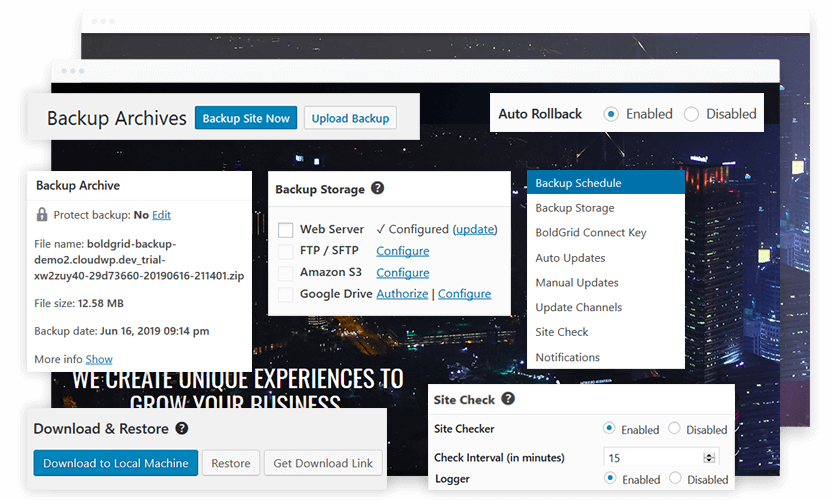 Backup Archives Backup Site Now Upload Backup
Auto Rollback Enabled Disabled
Backup Archive
Protect backup: No Edit
File name: boldgrid-backup-
demo2.cloudwp.dev_trial-
xw2zuy40-29d73660-20190616-211401.zip
File size: 12.58 MB
Backup date: Jun 16, 2019 09:14 pm
More info Show
Backup Storage ?
Web Server ✓ Configured (update)
FTP / SFTP Configure
Amazon S3 Configure
Google Drive Authorize | Configure
Backup Schedule
Backup Storage
BoldGrid Connect Key
Auto Updates
Manual Updates
Update Channels
Site Check
Notifications
WE CREATE UNIQUE EXPERIENCES TO
GROW YOUR BUSINESS
Download & Restore ?
Download to Local Machine Restore Get Download Link
Site Check ?
Site Checker Enabled Disabled
Check Interval (in minutes) 15
Logger Enabled Disabled